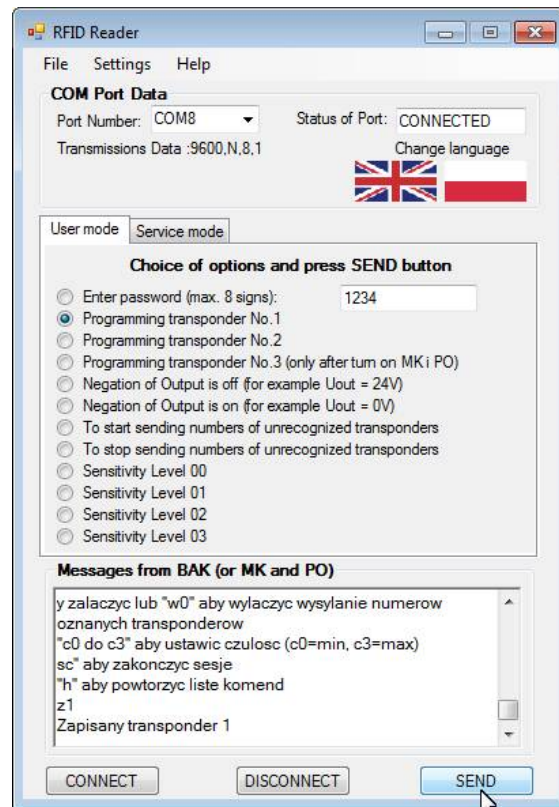 RFID Reader
File Settings Help
COM Port Data
Port Number: COM8 Status of Port: CONNECTED
Transmissions Data :9600,N,8,1 Change language
User mode Service mode
Choice of options and press SEND button
Enter password (max. 8 signs): 1234
Programming transponder No.1
Programming transponder No.2
Programming transponder No.3 (only after turn on MK i PO)
Negation of Output is off (for example Uout = 24V)
Negation of Output is on (for example Uout = 0V)
To start sending numbers of unrecognized transponders
To stop sending numbers of unrecognized transponders
Sensitivity Level 00
Sensitivity Level 01
Sensitivity Level 02
Sensitivity Level 03
Messages from BAK (or MK and PO)
y zalaczyc lub "w0" aby wylaczyc wysylanie numerow
oznanych transponderow
"c0 do c3" aby ustawic czulosc (c0=min, c3=max)
sc" aby zakonczyc sesje
"h" aby powtorzyc liste komend
z1
Zapisany transponder 1
CONNECT DISCONNECT SEND